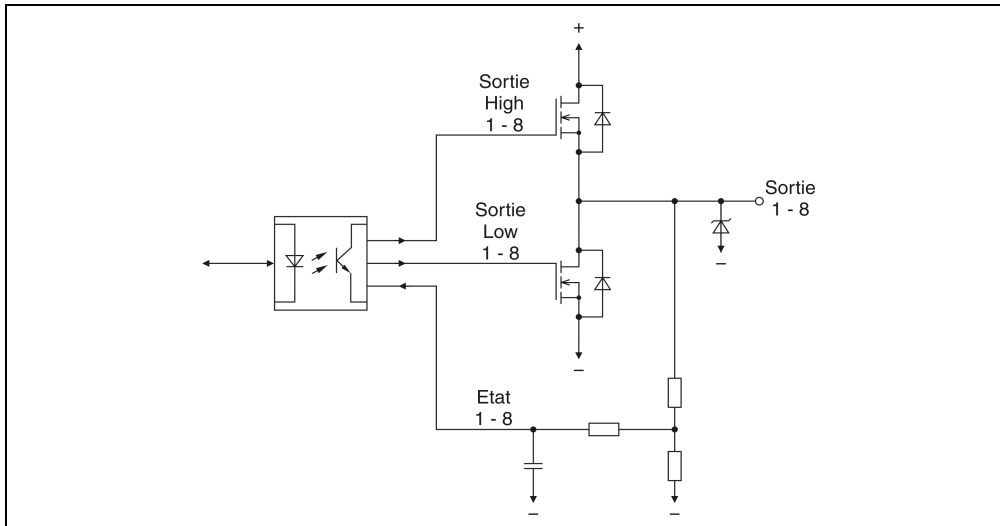 +
Sortie
High
1 - 8
Sortie
1 - 8
Sortie
Low
1 - 8
–
–
Etat
1 - 8
–
–